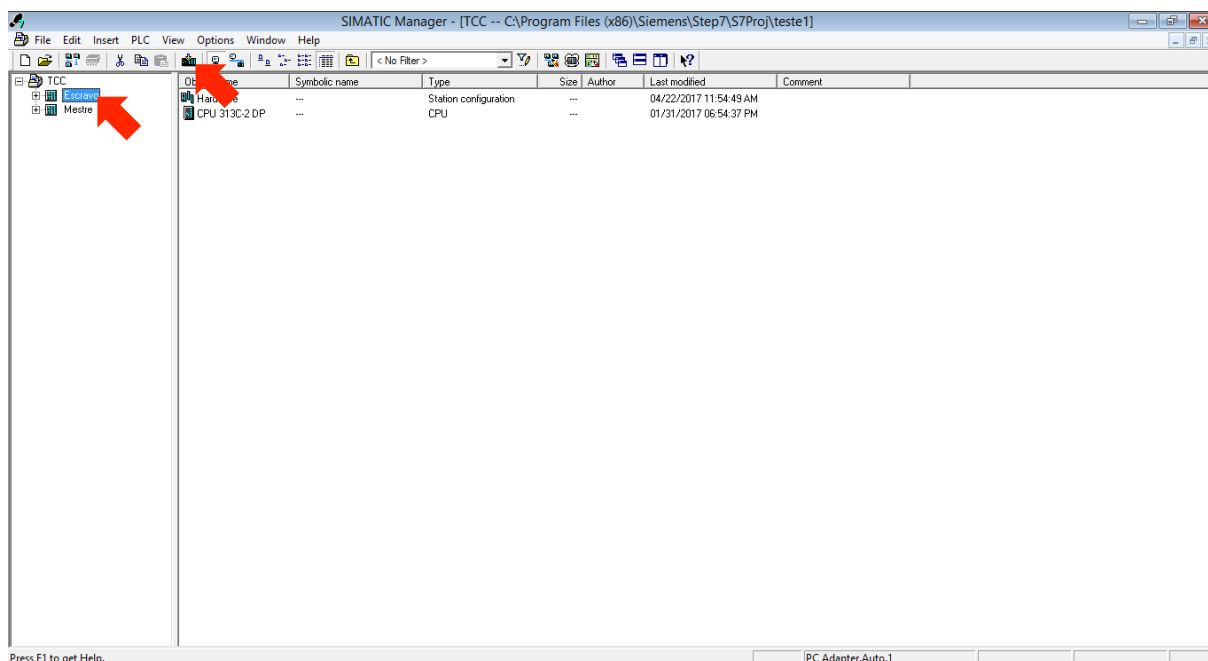 SIMATIC Manager - [TCC -- C:\Program Files (x86)\Siemens\Step7\S7Proj\teste1]
File Edit Insert PLC View Options Window Help
< No Filter >
TCC
Escravo
Mestre
Symbolic name Type Size Author Last modified Comment
--- Station configuration --- 04/22/2017 11:54:49 AM
CPU 313C-2 DP --- CPU --- 01/31/2017 06:54:37 PM
Press F1 to get Help. PC Adapter.Auto.1